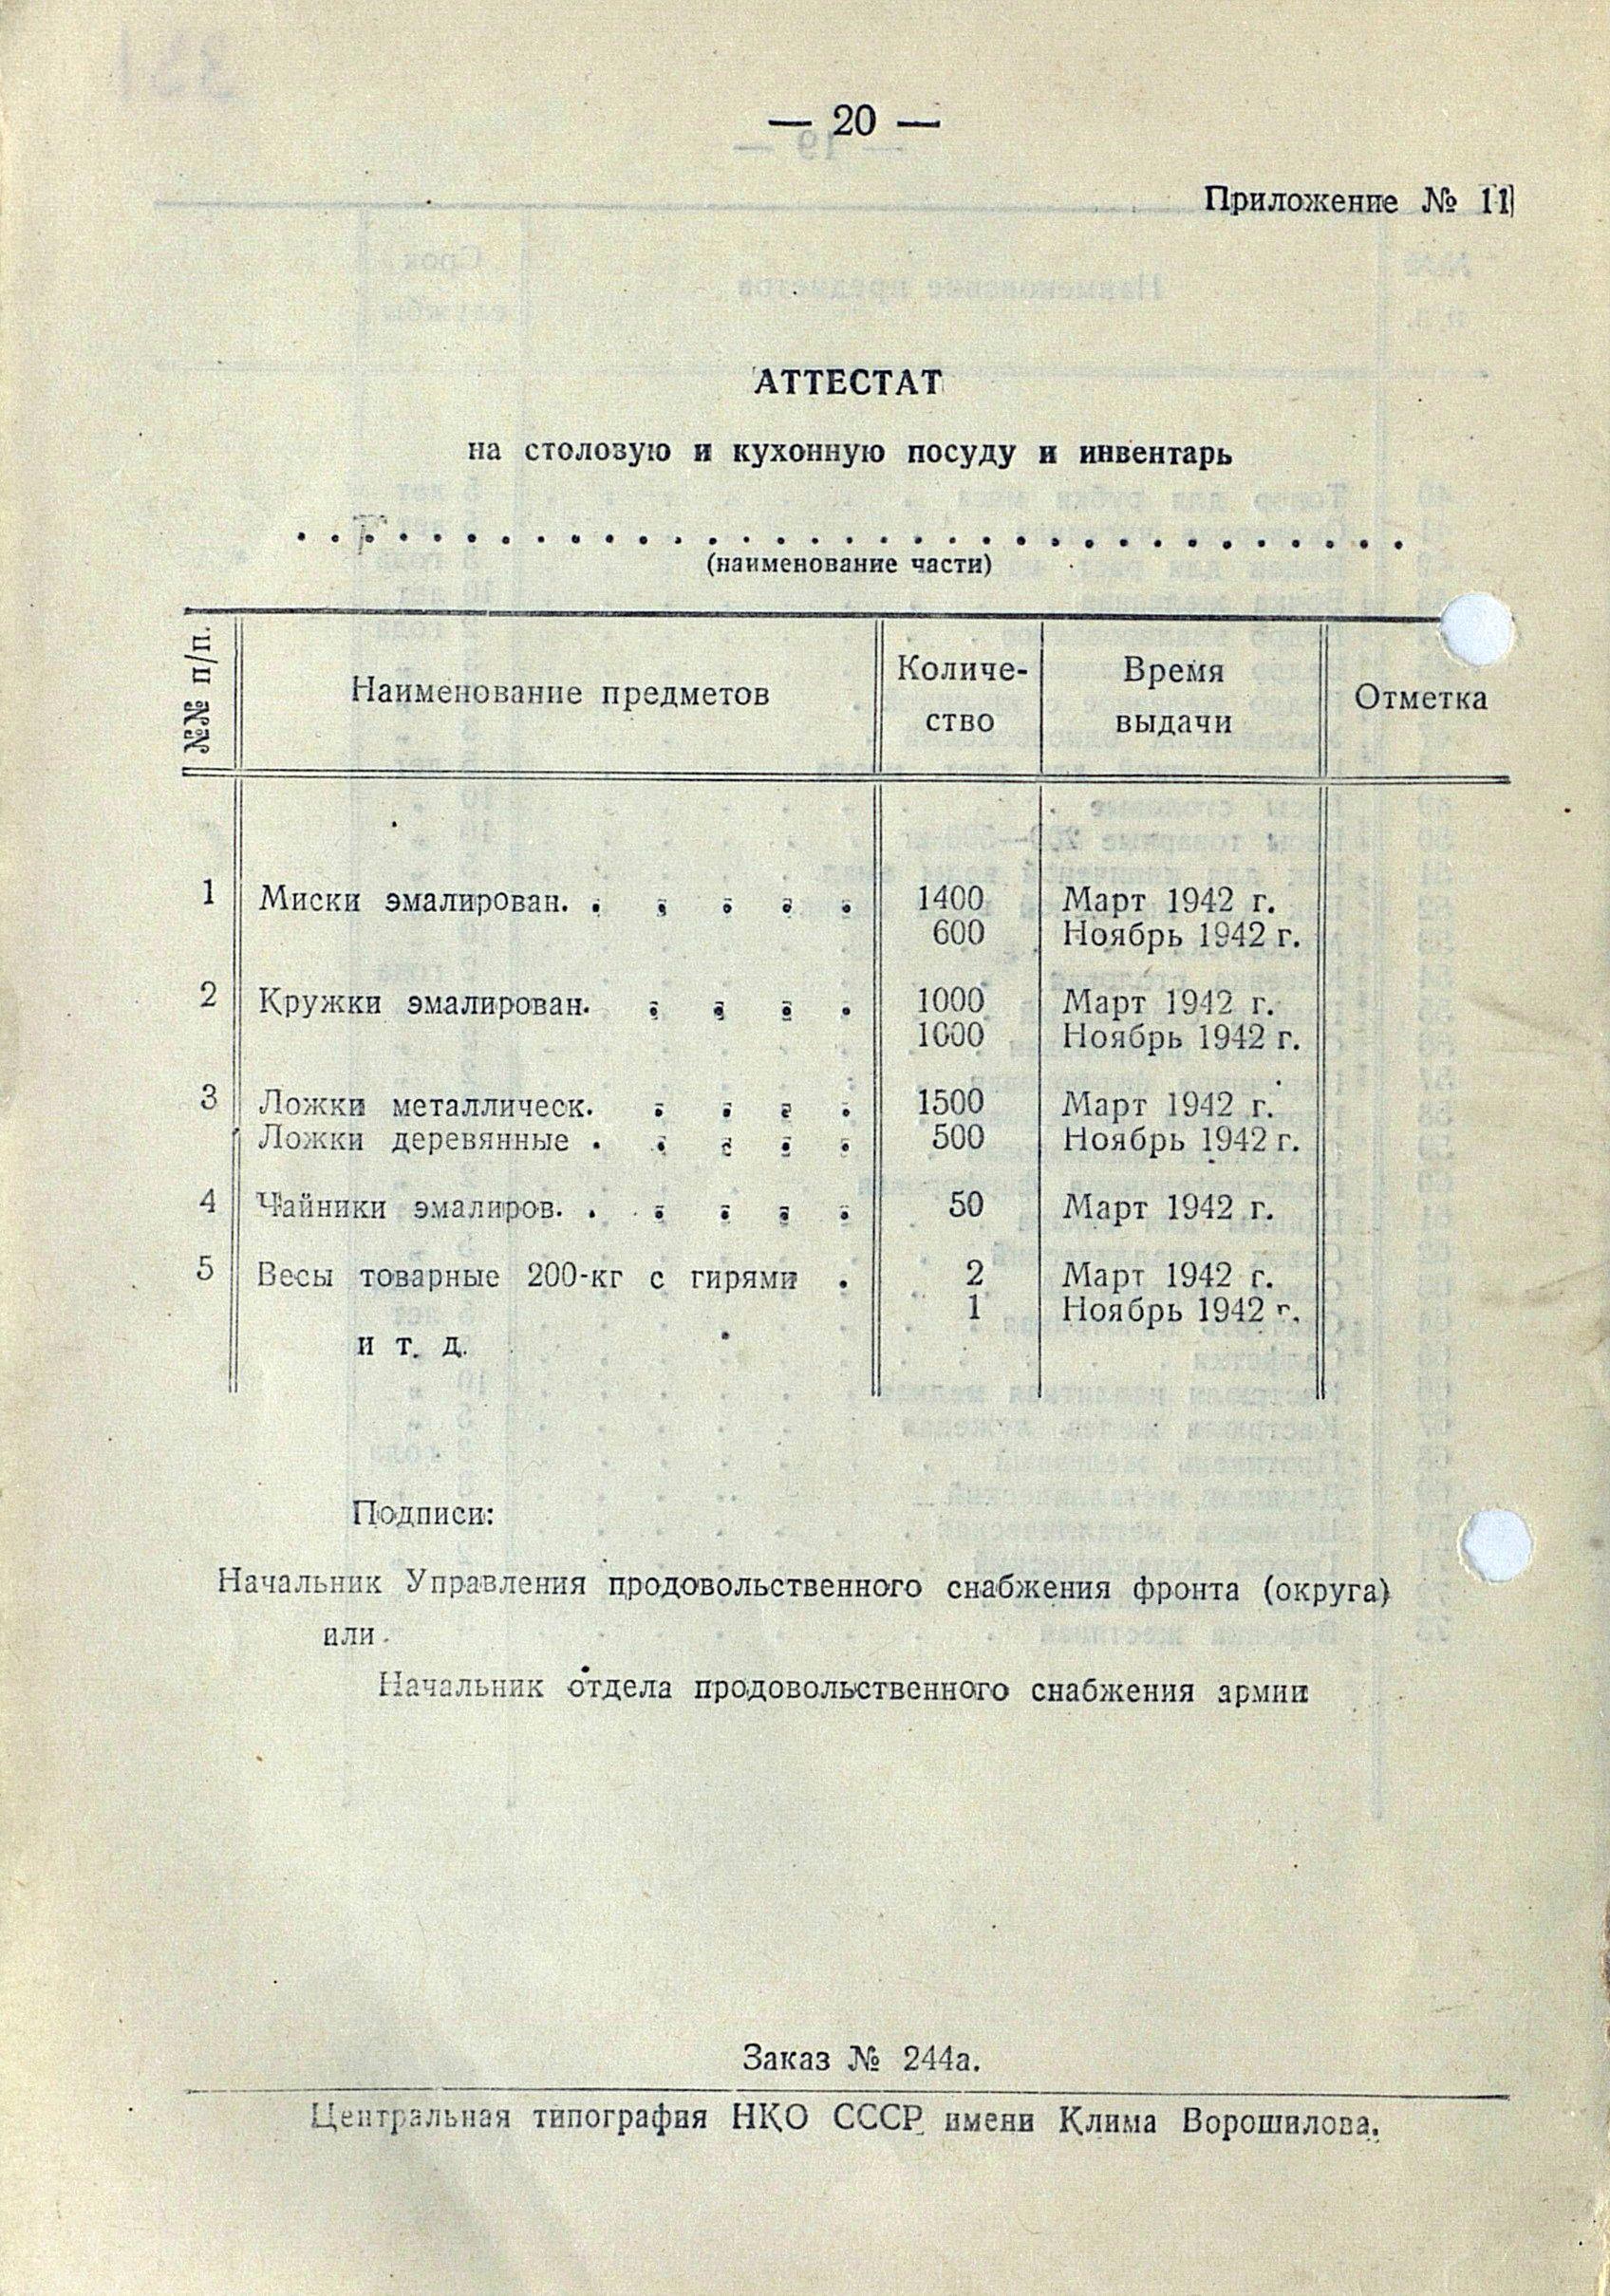 — 20 —
Приложение № 11
АТТЕСТАТ
на столовую и кухонную посуду и инвентарь
(наименование части)
№№ п/п. Наименование предметов Количе- Время Отметка
ство выдачи
1 Миски эмалирован. . . . . . 1400 Март 1942 г.
600 Ноябрь 1942 г.
2 Кружки эмалирован. . . . . 1000 Март 1942 г.
1000 Ноябрь 1942 г.
3 Ложки металлическ. . . . . 1500 Март 1942 г.
Ложки деревянные . . . . . 500 Ноябрь 1942 г.
4 Чайники эмалиров. . . . . . 50 Март 1942 г.
5 Весы товарные 200-кг с гирями . 2 Март 1942 г.
1 Ноябрь 1942 г.
и т. д.
Подписи:
Начальник Управления продовольственного снабжения фронта (округа)
или
Начальник отдела продовольственного снабжения армии
Заказ № 244а.
Центральная типография НКО СССР имени Клима Ворошилова.